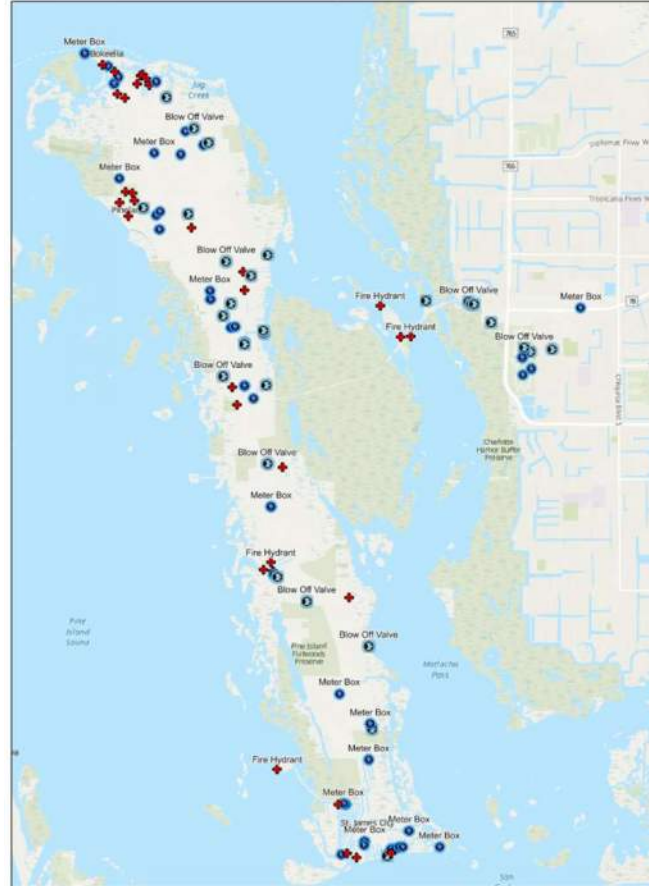 765
Meter Box
Bokeelia
Jug
Creek
Blow Off Valve
Meter Box
Meter Box
765
Blow Off Valve
Meter Box
Fire Hydrant
Blow Off Valve
Meter Box
78
Fire Hydrant
Blow Off Valve
Blow Off Valve
Charlotte
Harbor Buffer
Preserve
Blow Off Valve
Meter Box
Fire Hydrant
Blow Off Valve
Pine
Island
Sound
Pine Island
Flatwoods
Preserve
Blow Off Valve
Matlacha
Pass
Meter Box
Meter Box
Meter Box
Fire Hydrant
Meter Box
St. James City
Meter Box
Meter Box
Meter Box
San